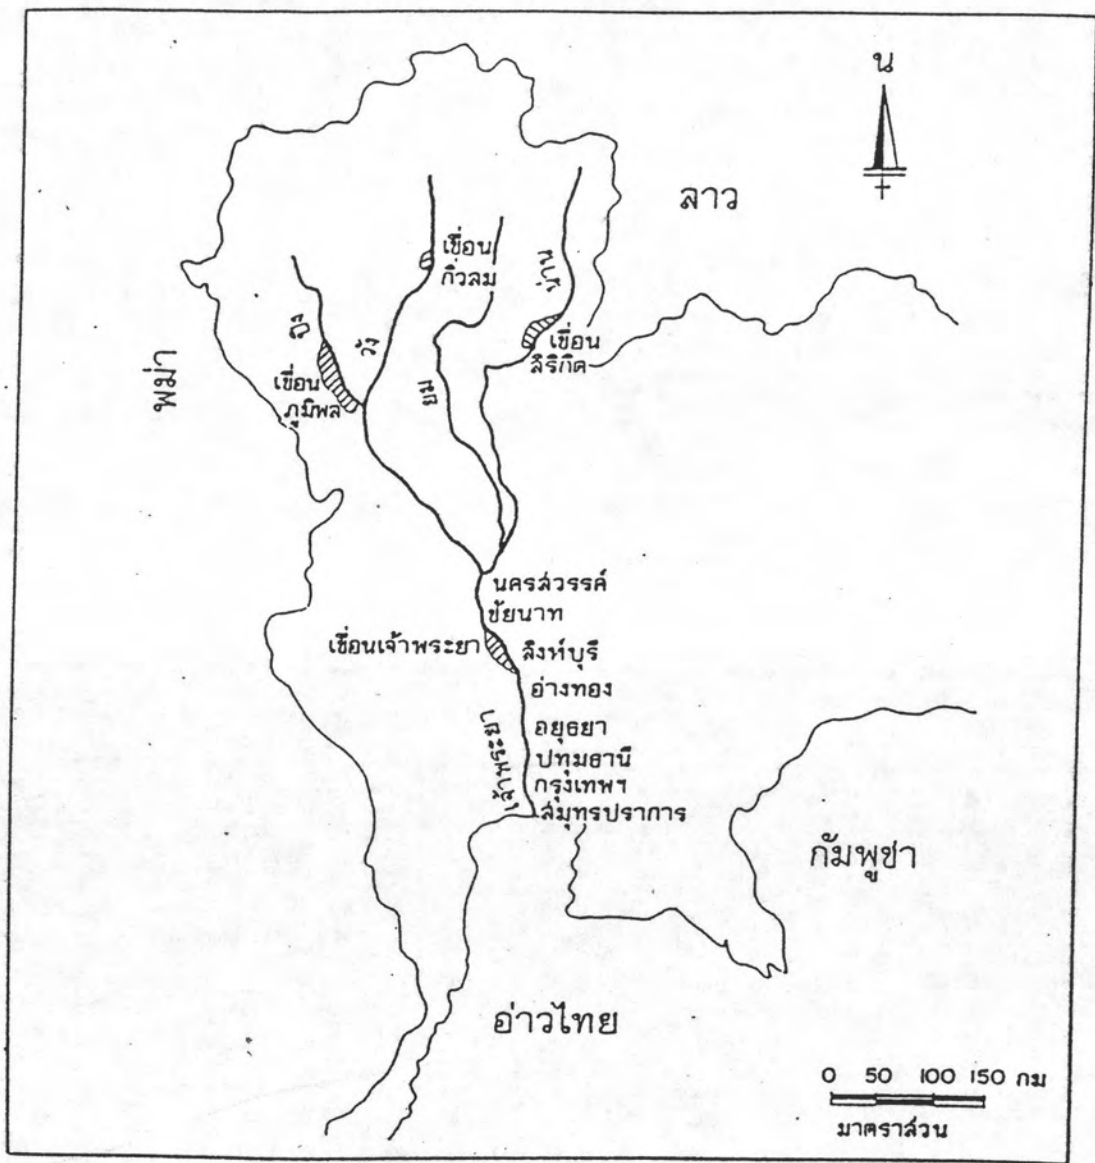 น
ลาว
เขื่อน
กิ่วลม
น่าน
ปิง
วัง
เขื่อน
สิริกิต
พม่า
เขื่อน
ภูมิพล
ยม
นครสวรรค์
ชัยนาท
เขื่อนเจ้าพระยา
สิงห์บุรี
อ่างทอง
อยุธยา
เจ้าพระยา
ปทุมธานี
กรุงเทพฯ
สมุทรปราการ
กัมพูชา
อ่าวไทย
0 50 100 150 กม
มาตราส่วน